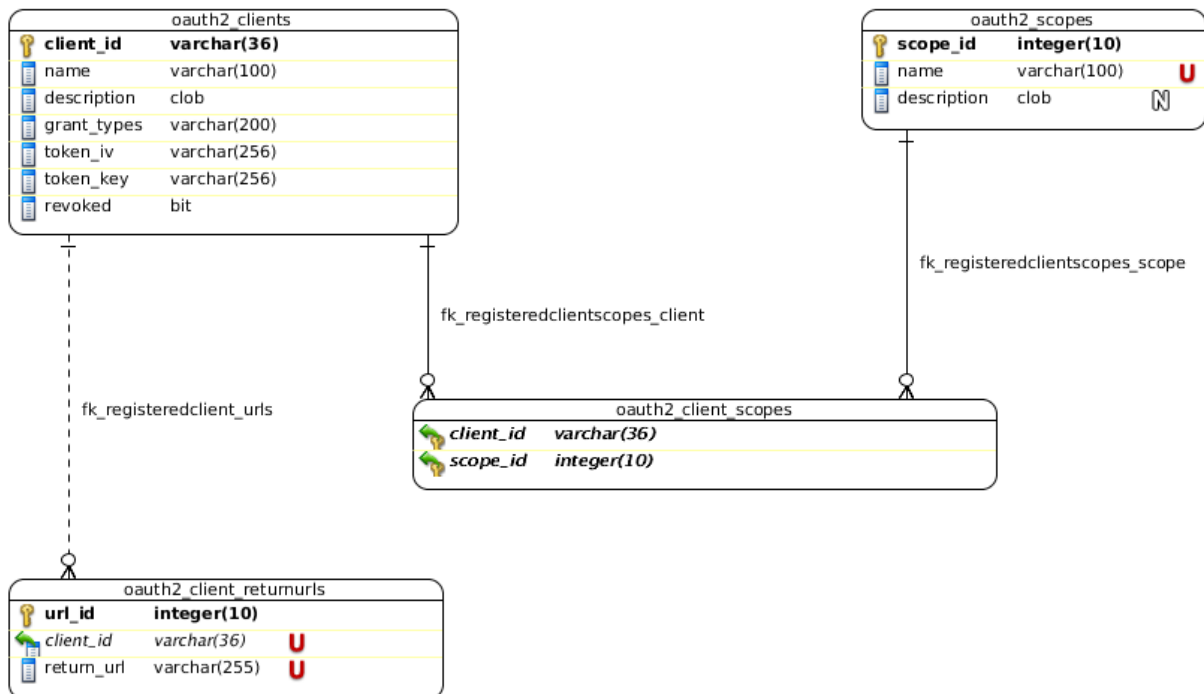 oauth2_clients
client_id varchar(36)
name varchar(100)
description clob
grant_types varchar(200)
token_iv varchar(256)
token_key varchar(256)
revoked bit
oauth2_scopes
scope_id integer(10)
name varchar(100) U
description clob N
fk_registeredclientscopes_scope
fk_registeredclientscopes_client
fk_registeredclient_urls
oauth2_client_scopes
client_id varchar(36)
scope_id integer(10)
oauth2_client_returnurls
url_id integer(10)
client_id varchar(36) U
return_url varchar(255) U